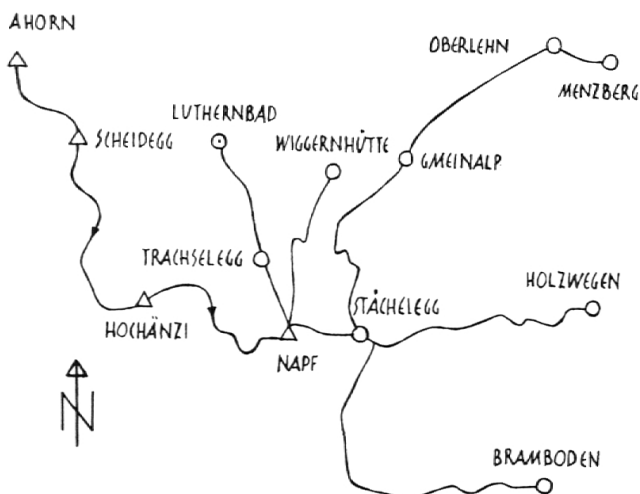 AHORN
OBERLEHN
MENZBERG
LUTHERNBAD
WIGGERNHÜTTE
SCHEIDEGG
GMEINALP
TRACHSELEGG
STÄCHELEGG
HOLZWEGEN
HOCHÄNZI
NAPF
N
BRAMBODEN